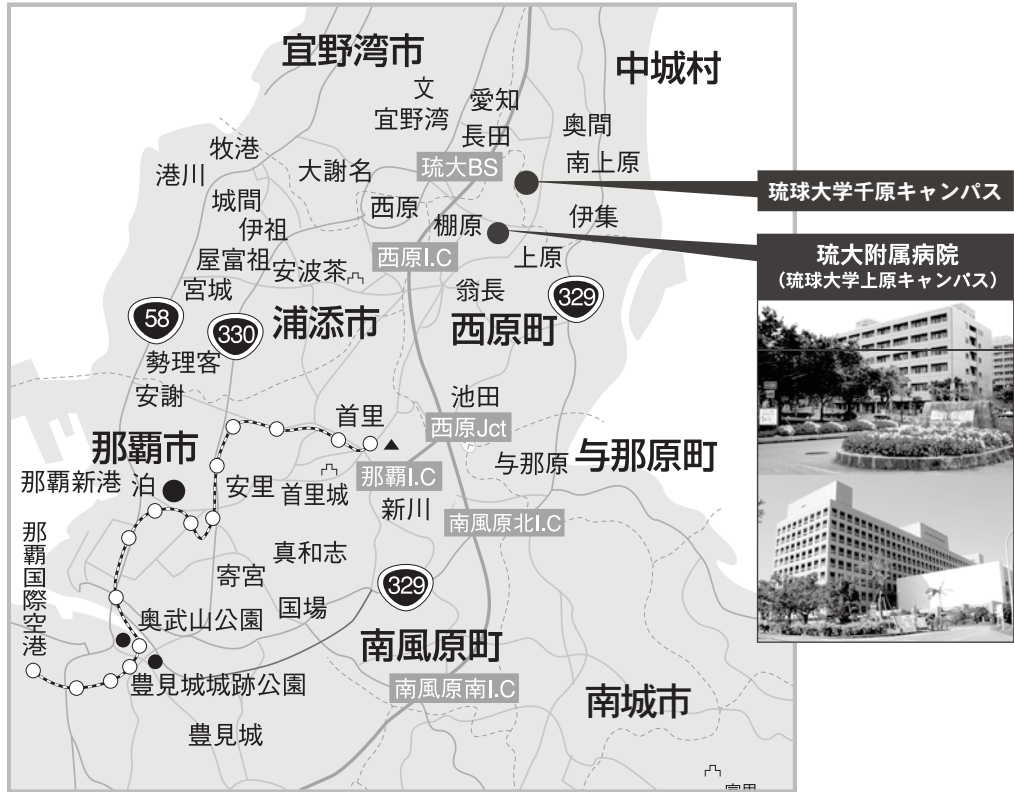 宜野湾市
中城村
文
宜野湾
愛知
長田
奥間
南上原
牧港
港川
大謝名
琉大BS
琉球大学千原キャンパス
城間
西原
棚原
伊集
伊祖
屋富祖
安波茶
西原I.C
上原
琉大附属病院
(琉球大学上原キャンパス)
宮城
翁長
329
58
330
浦添市
西原町
勢理客
安謝
首里
池田
西原Jct
那覇市
与那原
与那原町
那覇I.C
那覇新港
泊
安里
首里城
新川
南風原北I.C
那覇国際空港
真和志
寄宮
329
奥武山公園
国場
南風原町
豊見城城跡公園
南風原南I.C
南城市
豊見城